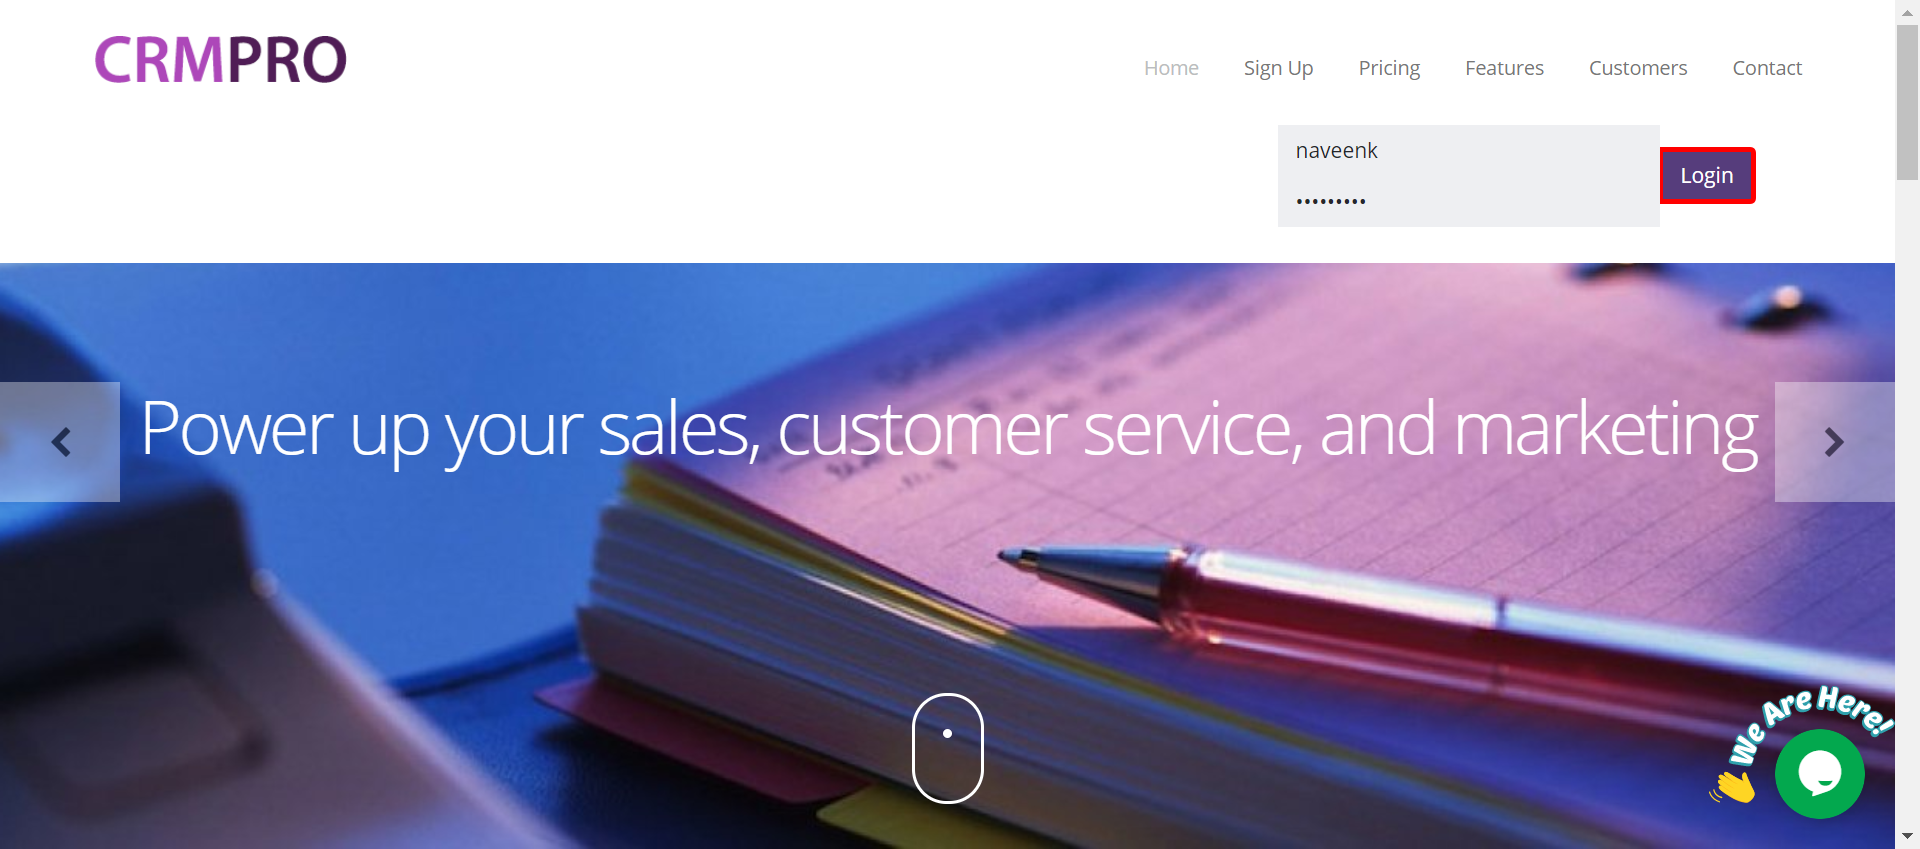 CRMPRO
Home Sign Up Pricing Features Customers Contact
naveenk
•••••••••
Login
Power up your sales, customer service, and marketing
We Are Here!